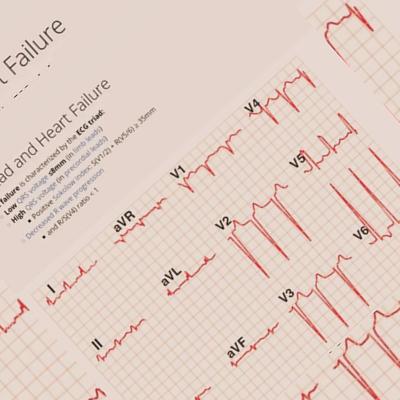 t Failure
ad and Heart Failure
failure is characterized by the ECG triad:
Low QRS voltage ≤8mm (in limb leads)
High QRS voltage (in precordial leads)
• Positive Sokolow index: S(V1/2) + R(V5/6) ≥ 35mm
Decreased R wave progression
• and R/S(V4) ratio < 1
I
aVR
V1
V4
II
aVL
V2
V5
aVF
V3
V6